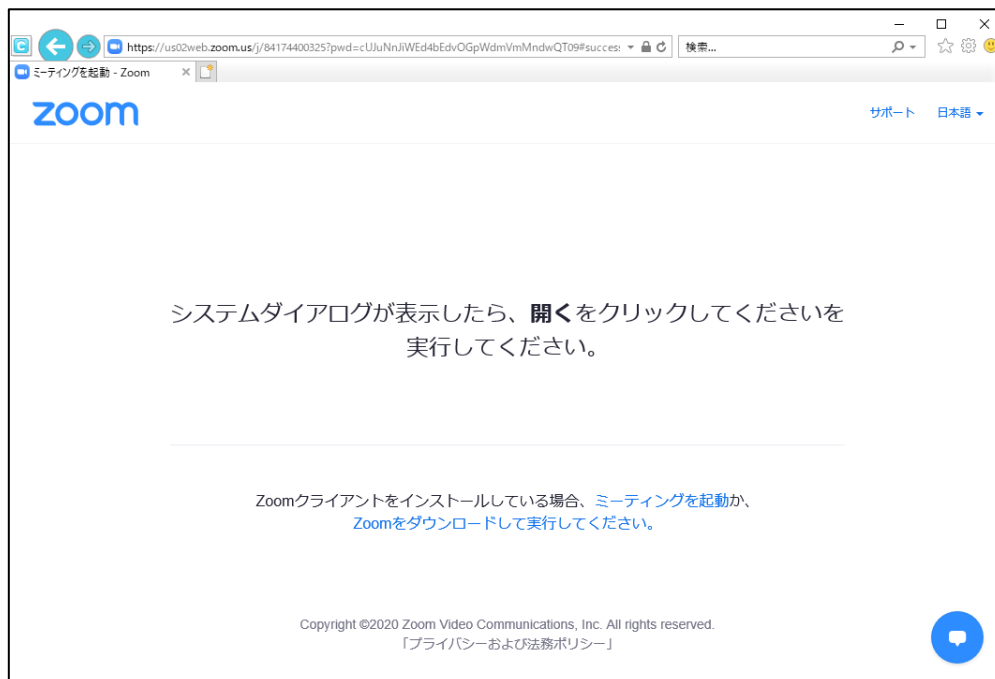 https://us02web.zoom.us/j/84174400325?pwd=cUJuNnJiWEd4bEdvOGpWdmVmMndwQT09#succes:
検索...
ミーティングを起動 - Zoom
zoom
サポート 日本語
システムダイアログが表示したら、開くをクリックしてくださいを
実行してください。
Zoomクライアントをインストールしている場合、ミーティングを起動か、
Zoomをダウンロードして実行してください。
Copyright ©2020 Zoom Video Communications, Inc. All rights reserved.
「プライバシーおよび法務ポリシー」